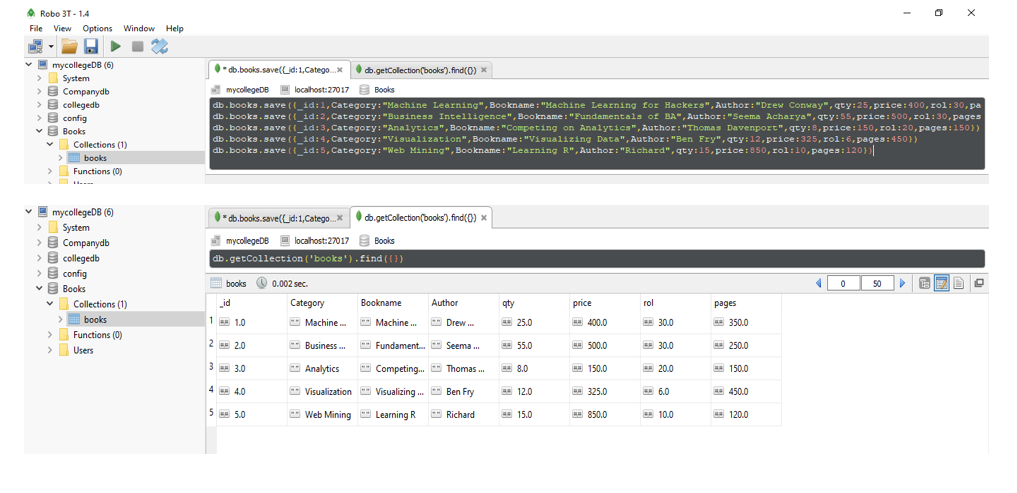 Robo 3T - 1.4
File View Options Window Help
mycollegeDB (6)
System
Companydb
collegedb
config
Books
Collections (1)
books
Functions (0)
* db.books.save({_id:1,Catego... db.getCollection('books').find({})
mycollegeDB localhost:27017 Books
db.books.save({_id:1,Category:"Machine Learning",Bookname:"Machine Learning for Hackers",Author:"Drew Conway",qty:25,price:400,rol:30,pa
db.books.save({_id:2,Category:"Business Intelligence",Bookname:"Fundamentals of BA",Author:"Seema Acharya",qty:55,price:500,rol:30,pages
db.books.save({_id:3,Category:"Analytics",Bookname:"Competing on Analytics",Author:"Thomas Davenport",qty:8,price:150,rol:20,pages:150})
db.books.save({_id:4,Category:"Visualization",Bookname:"Visualizing Data",Author:"Ben Fry",qty:12,price:325,rol:6,pages:450})
db.books.save({_id:5,Category:"Web Mining",Bookname:"Learning R",Author:"Richard",qty:15,price:850,rol:10,pages:120})
mycollegeDB (6)
System
Companydb
collegedb
config
Books
Collections (1)
books
Functions (0)
Users
* db.books.save({_id:1,Catego... db.getCollection('books').find({})
mycollegeDB localhost:27017 Books
db.getCollection('books').find({})
books 0.002 sec. 0 50
_id Category Bookname Author qty price rol pages
1 1.0 Machine ... Machine ... Drew ... 25.0 400.0 30.0 350.0
2 2.0 Business ... Fundament... Seema ... 55.0 500.0 30.0 250.0
3 3.0 Analytics Competing... Thomas ... 8.0 150.0 20.0 150.0
4 4.0 Visualization Visualizing ... Ben Fry 12.0 325.0 6.0 450.0
5 5.0 Web Mining Learning R Richard 15.0 850.0 10.0 120.0